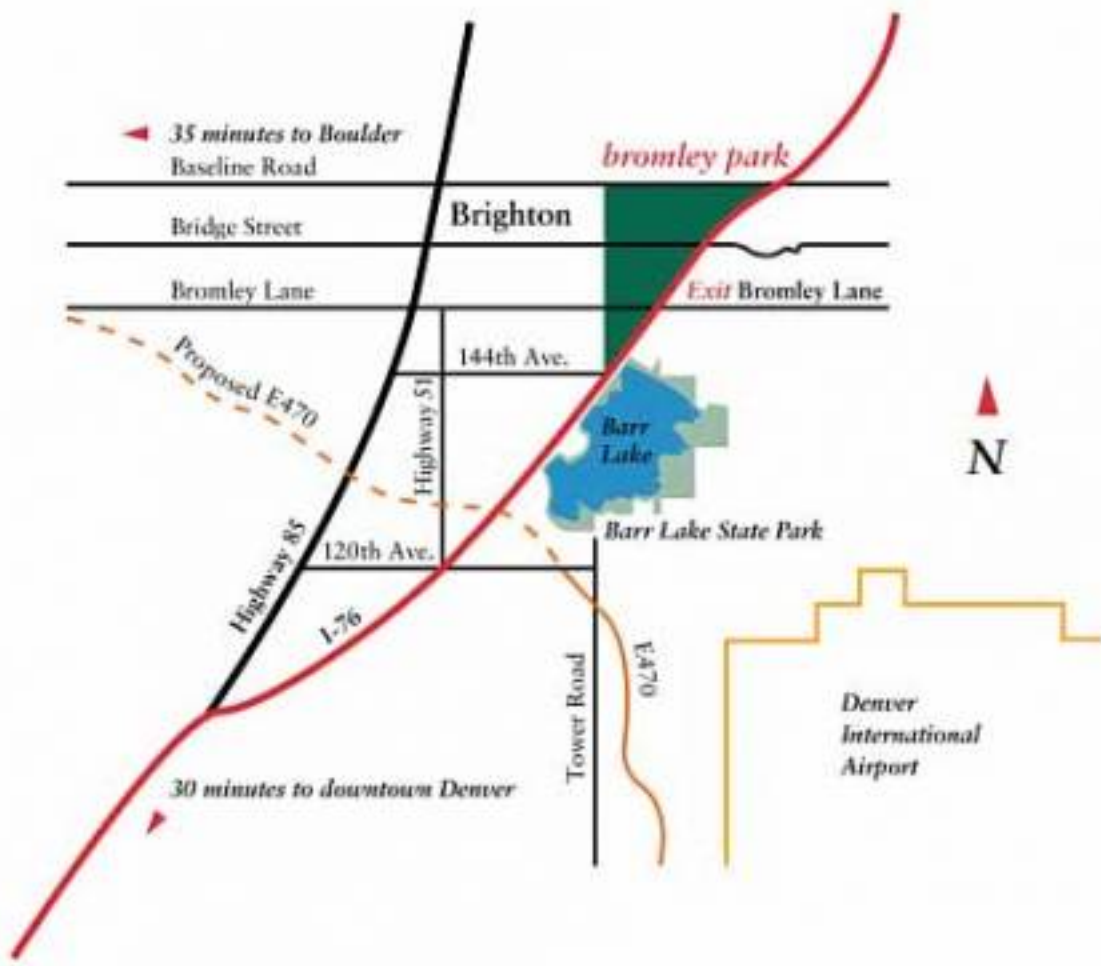 35 minutes to Boulder
bromley park
Baseline Road
Brighton
Bridge Street
Bromley Lane
Exit Bromley Lane
Proposed E470
144th Ave.
Highway 51
Barr
Lake
N
Highway 85
120th Ave.
Barr Lake State Park
I-76
E470
Tower Road
Denver
International
Airport
30 minutes to downtown Denver